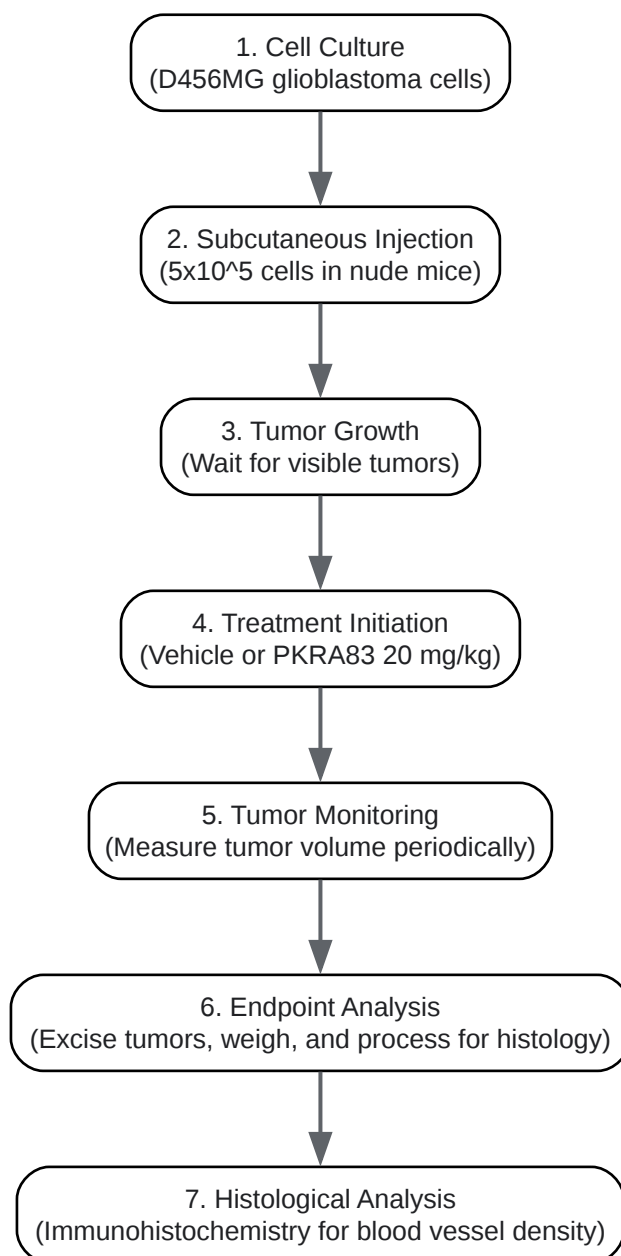 1. Cell Culture
(D456MG glioblastoma cells)
2. Subcutaneous Injection
(5x10^5 cells in nude mice)
3. Tumor Growth
(Wait for visible tumors)
4. Treatment Initiation
(Vehicle or PKRA83 20 mg/kg)
5. Tumor Monitoring
(Measure tumor volume periodically)
6. Endpoint Analysis
(Excise tumors, weigh, and process for histology)
7. Histological Analysis
(Immunohistochemistry for blood vessel density)